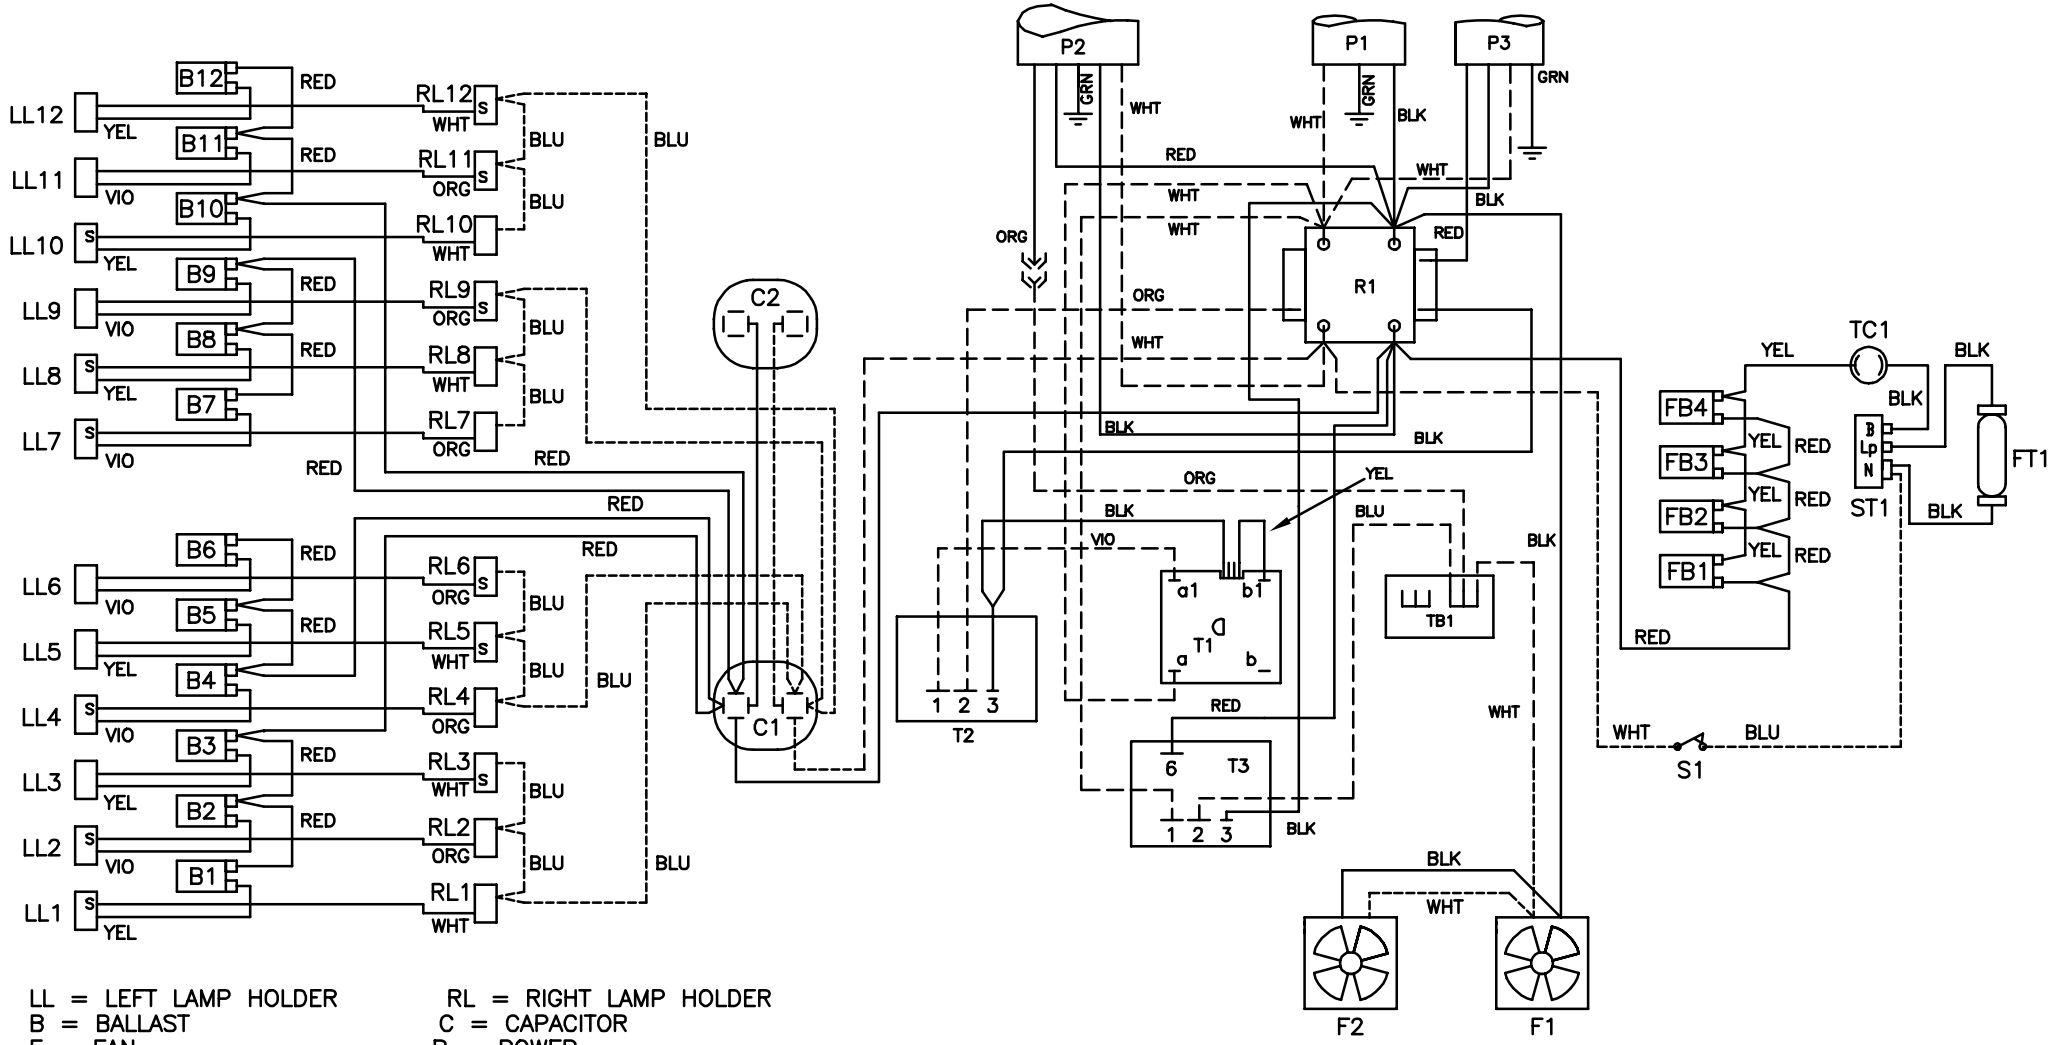 P2
P1
P3
B12
RED
RL12
S
LL12
YEL
WHT
BLU
BLU
GRN
WHT
WHT
GRN
BLK
GRN
B11
RED
RL11
S
LL11
VIO
ORG
BLU
RED
WHT
WHT
BLK
B10
RL10
LL10
S
YEL
WHT
WHT
ORG
RED
B9
RED
RL9
S
LL9
VIO
ORG
BLU
C2
ORG
R1
B8
RED
RL8
S
LL8
S
YEL
WHT
BLU
WHT
YEL
TC1
BLK
B7
RL7
LL7
S
VIO
ORG
BLK
BLK
FB4
BLK
RED
RED
YEL
RED
B
Lp
N
ST1
FT1
FB3
RED
ORG
YEL
YEL
RED
BLK
BLK
BLU
FB2
B6
RED
RED
VIO
BLK
YEL
RED
FB1
RL6
S
LL6
VIO
ORG
BLU
a1
b1
TB1
B5
RED
RL5
S
LL5
YEL
WHT
BLU
D
T1
a
b
RED
B4
RL4
LL4
S
VIO
ORG
BLU
1
2
3
T2
RED
WHT
C1
B3
RED
RL3
S
LL3
YEL
WHT
BLU
6
T3
WHT
BLU
S1
B2
RED
RL2
LL2
S
VIO
ORG
BLU
BLU
1
2
3
BLK
B1
RL1
LL1
S
YEL
WHT
BLK
WHT
F2
F1
LL = LEFT LAMP HOLDER
RL = RIGHT LAMP HOLDER
B = BALLAST
C = CAPACITOR